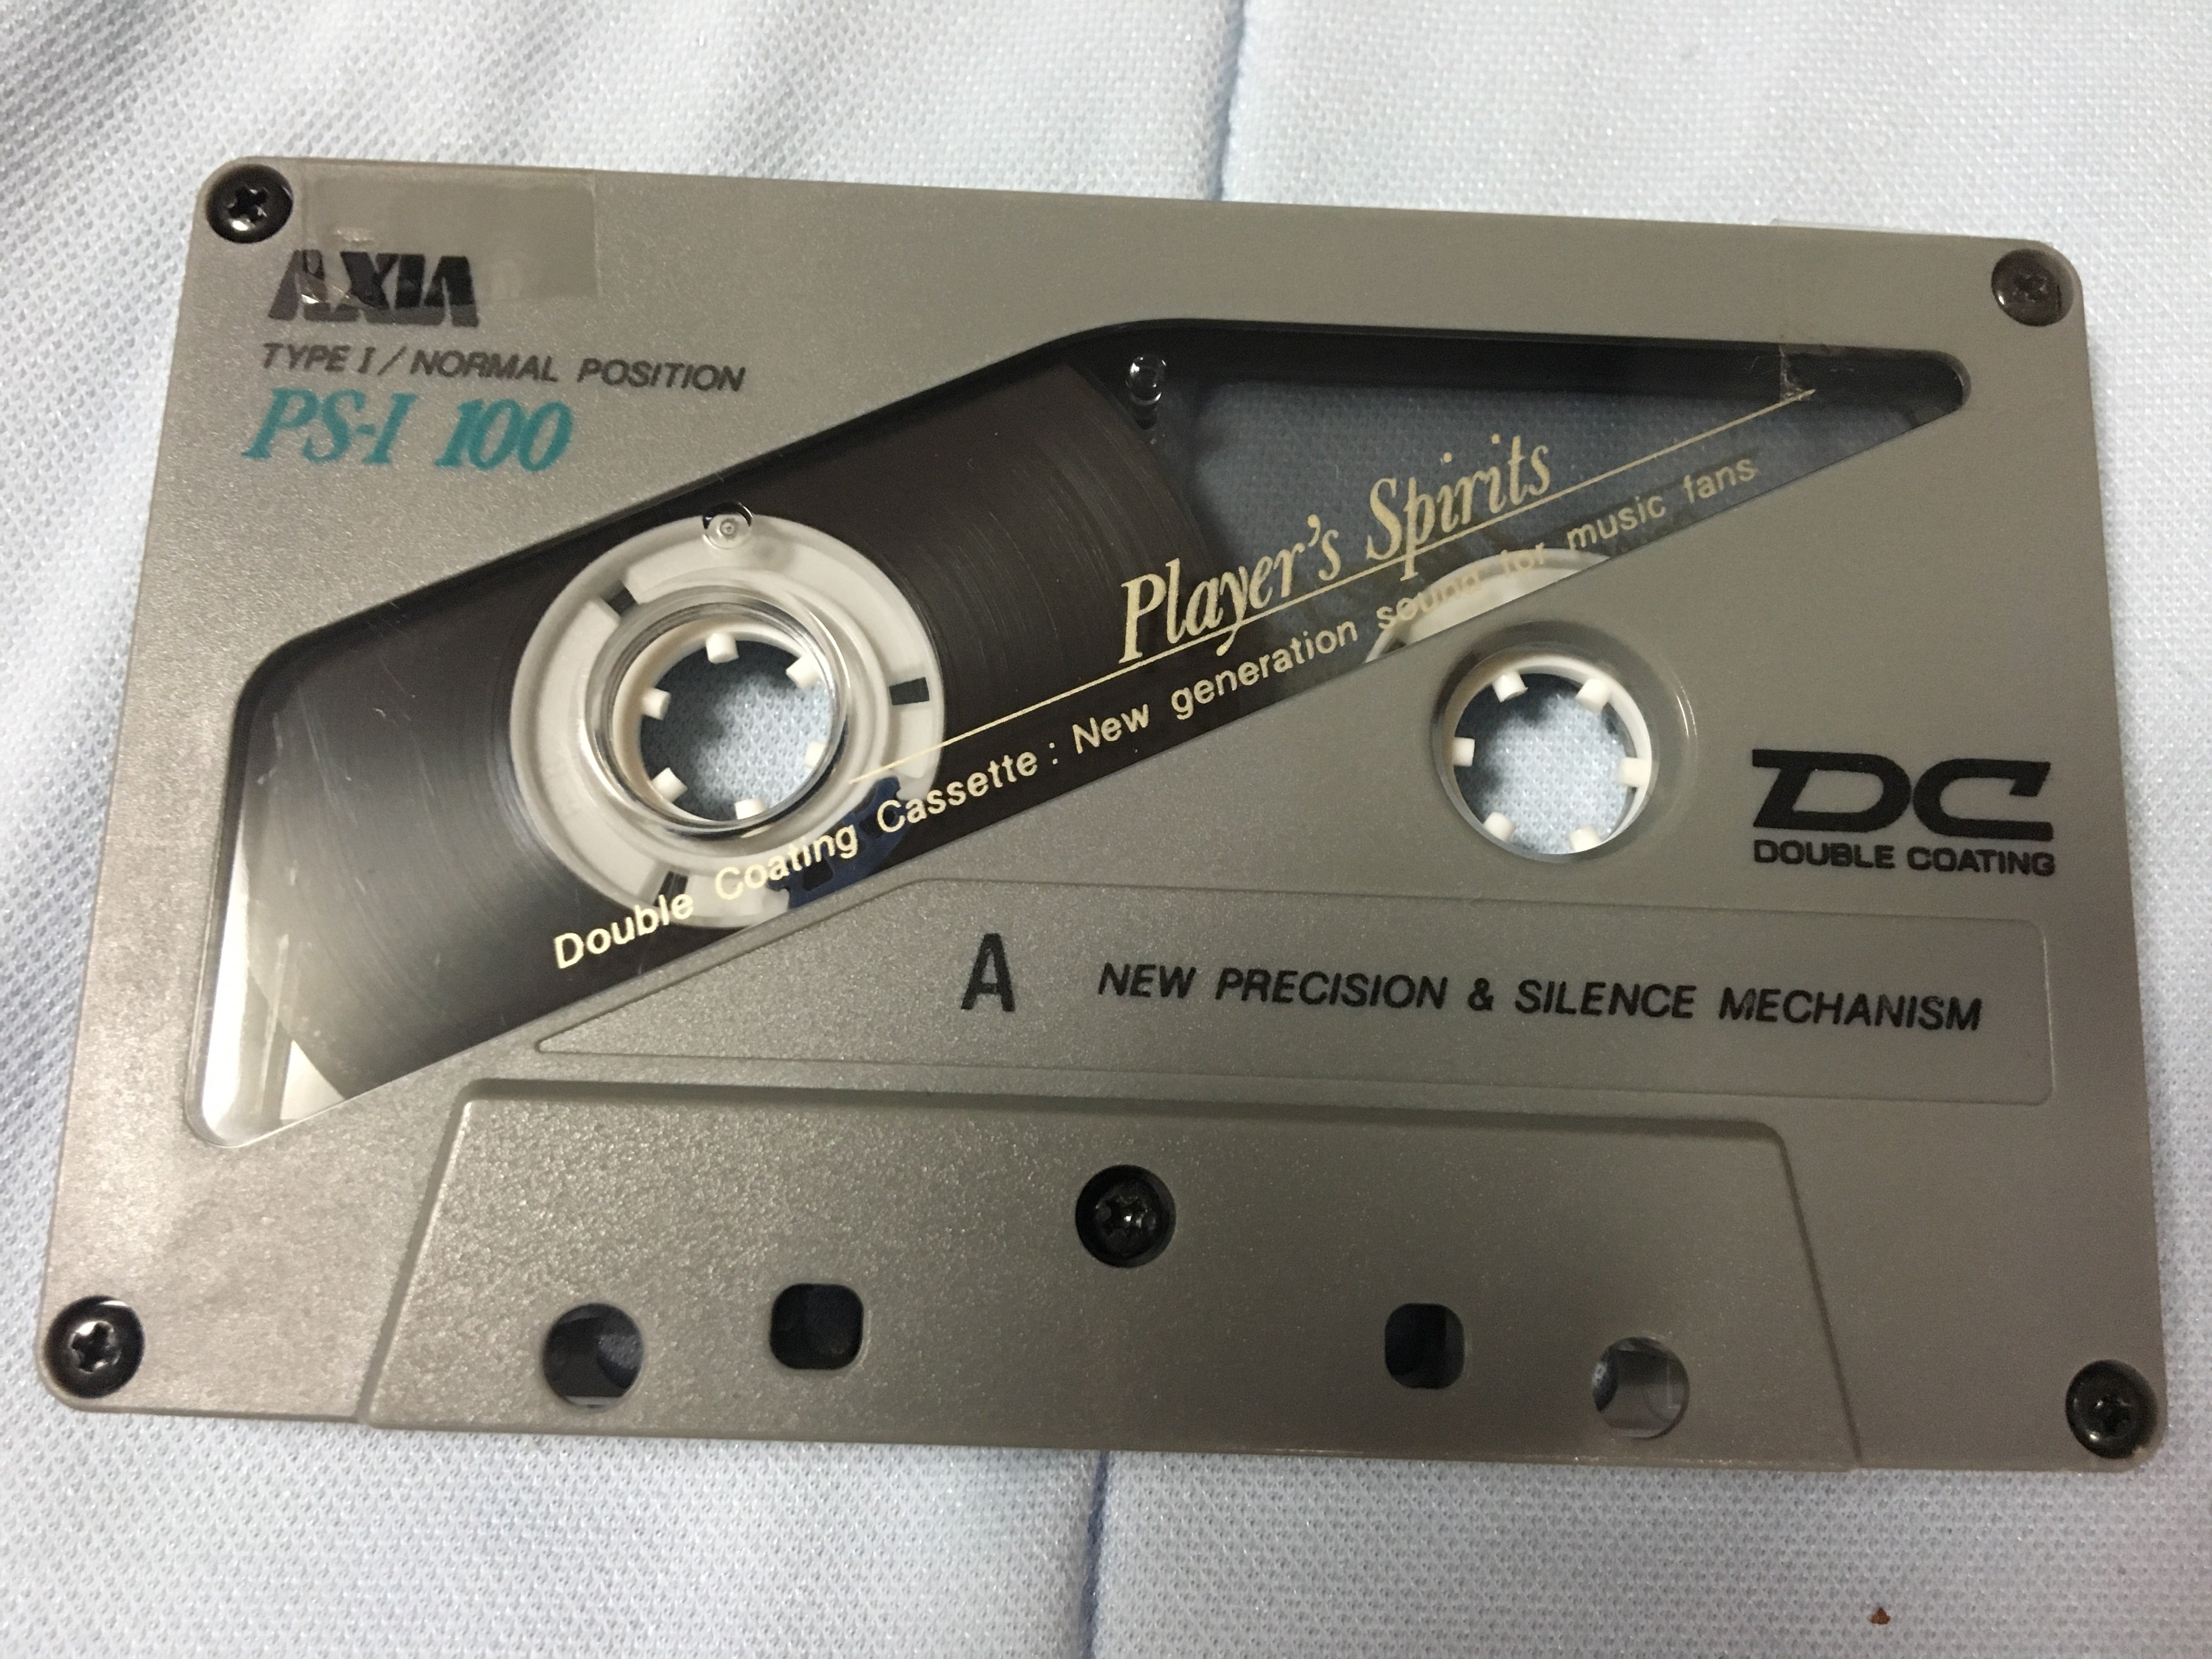 AXIA
TYPE I / NORMAL POSITION
PS-I 100
Player's Spirits
Double Coating Cassette : New generation sound for music fans
DC
DOUBLE COATING
A NEW PRECISION & SILENCE MECHANISM